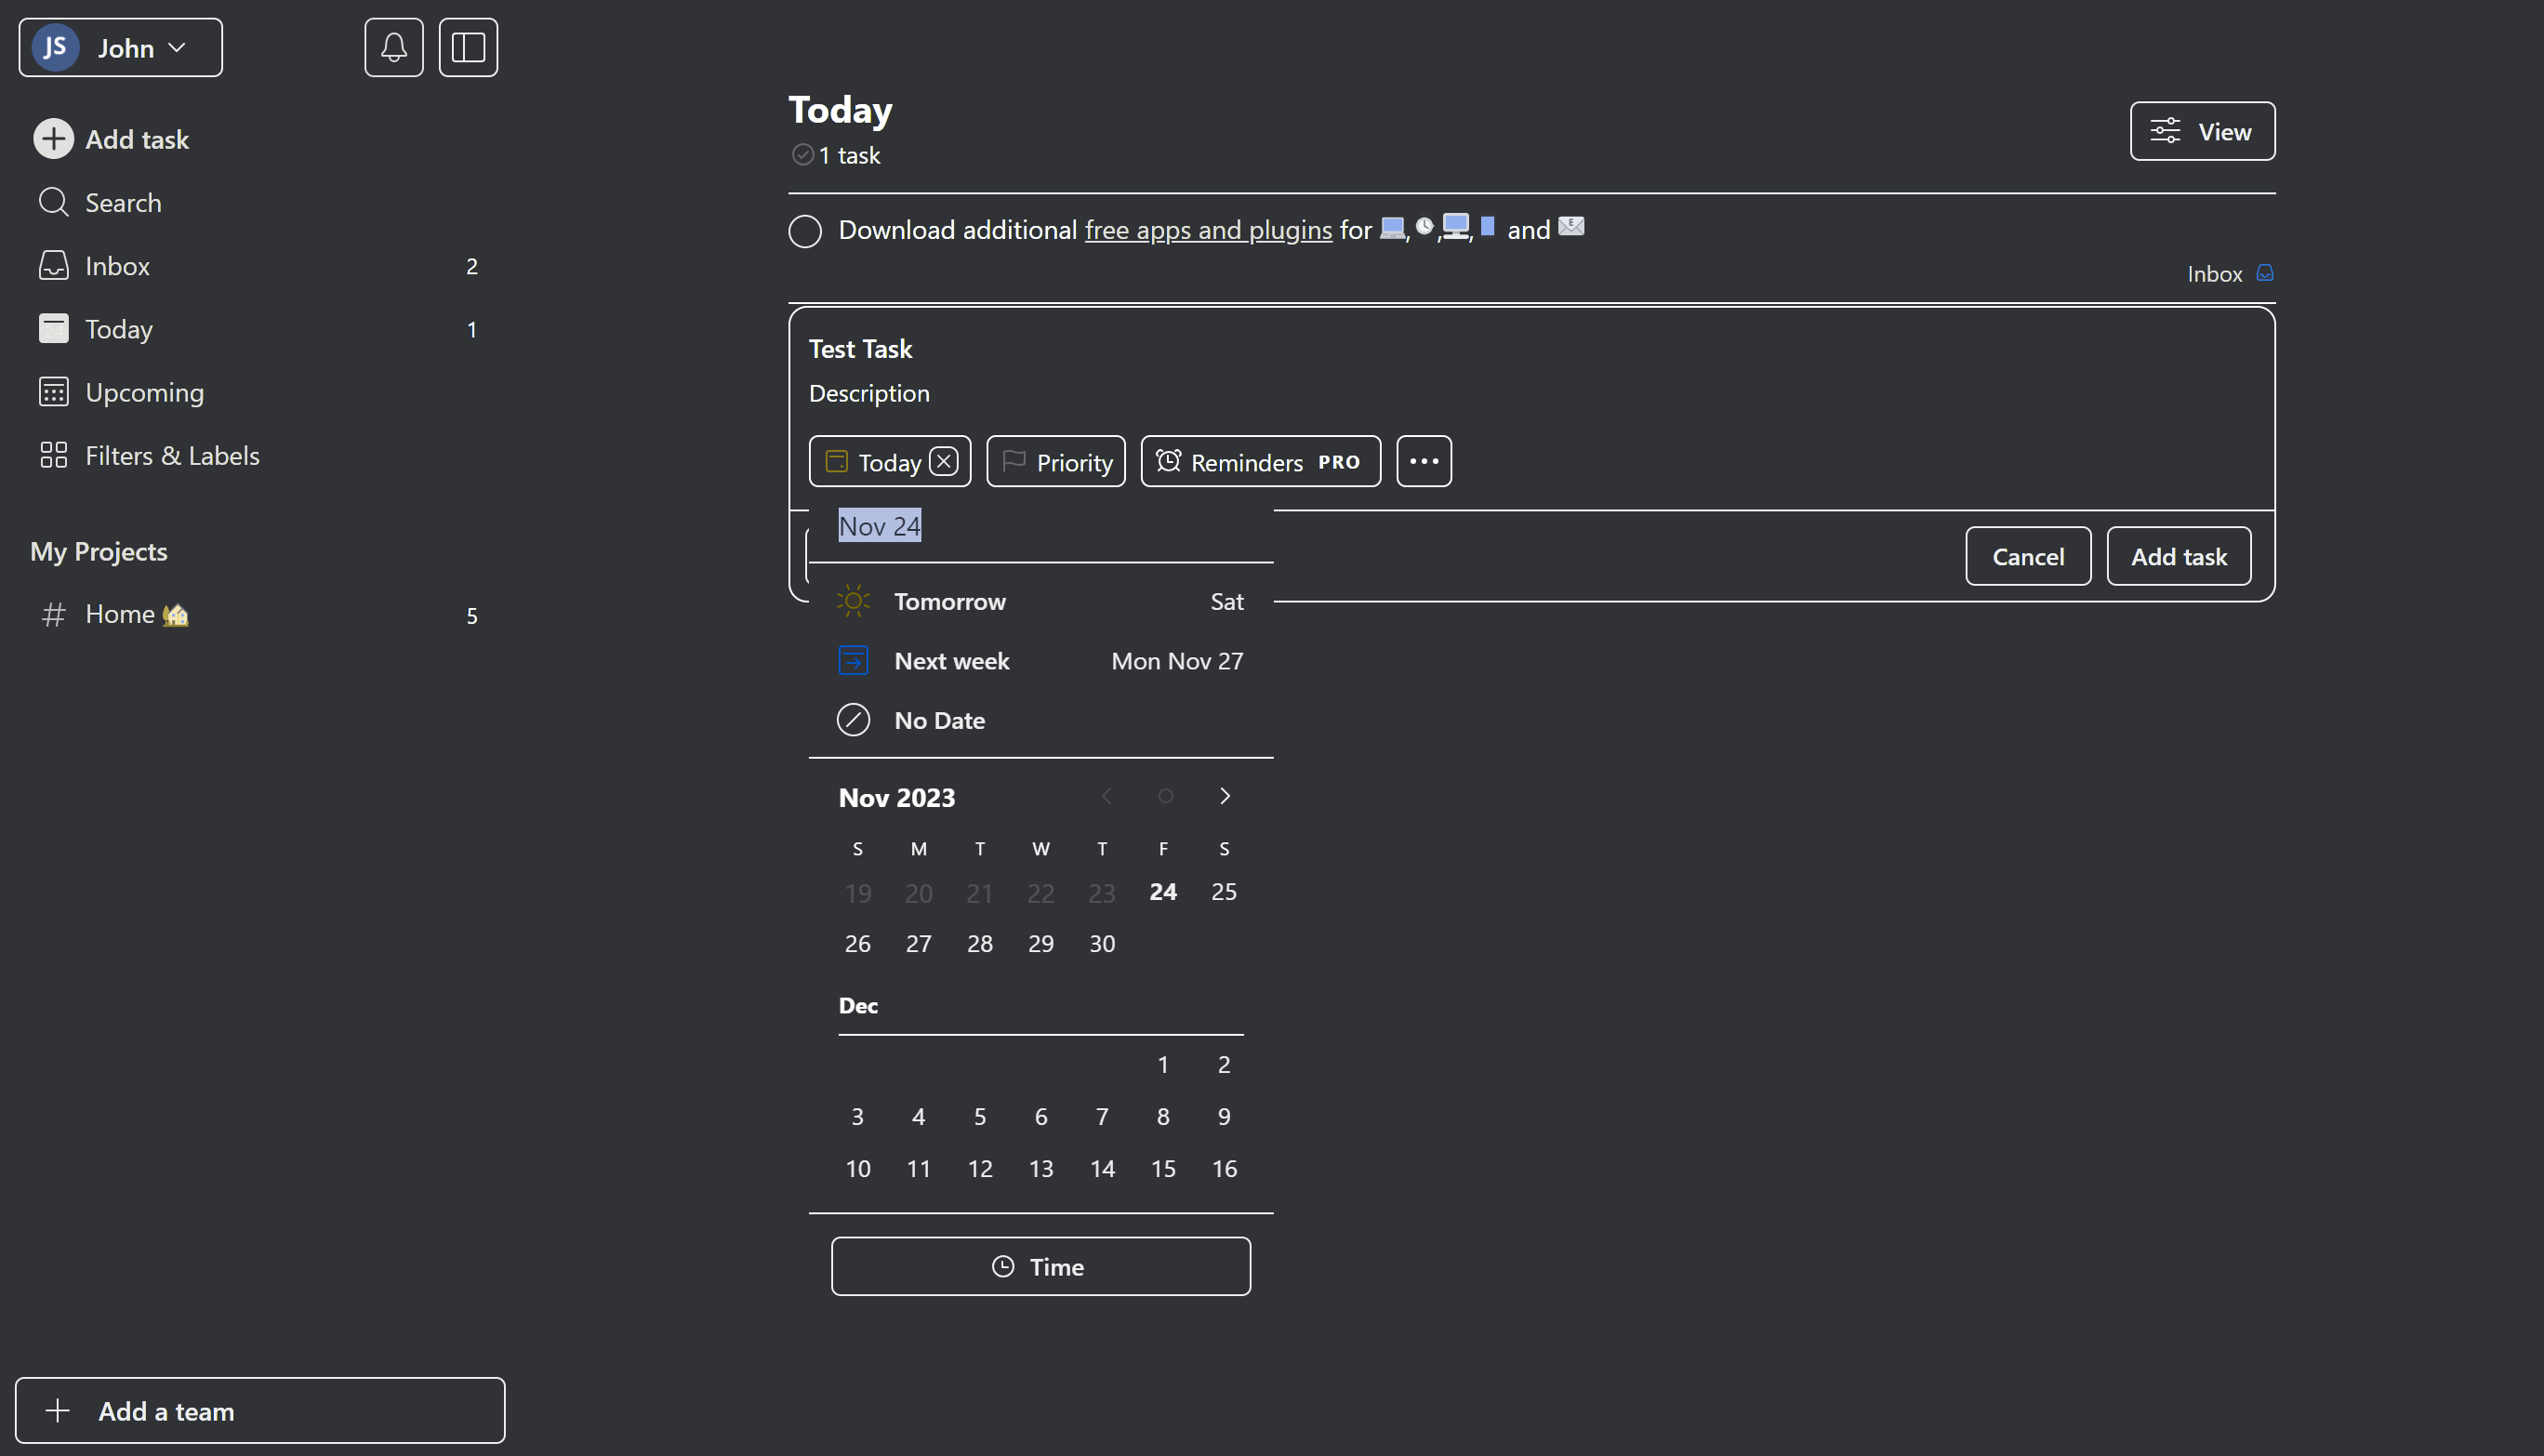 JS John
Add task
Search
Inbox 2
Today 1
Upcoming
Filters & Labels
My Projects
# Home 5
Add a team
Today
1 task
View
Download additional free apps and plugins for , , , and
Inbox
Test Task
Description
Today Priority Reminders PRO
Nov 24
Cancel Add task
Tomorrow Sat
Next week Mon Nov 27
No Date
Nov 2023
S M T W T F S
19 20 21 22 23 24 25
26 27 28 29 30
Dec
1 2
3 4 5 6 7 8 9
10 11 12 13 14 15 16
Time